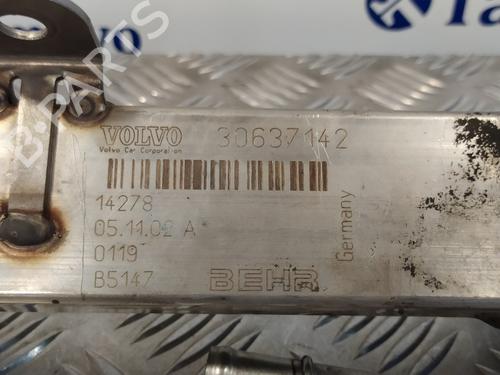 VOLVO 30637142
Volvo Car Corporation
14278
05.11.02 A
0119
B5147
BEHR
Germany
B-Parts